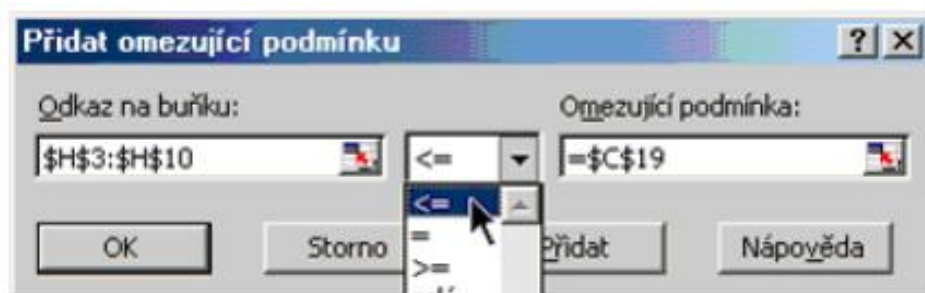 Přidat omezující podmínku
Odkaz na buňku:
Omezující podmínka:
$H$3:$H$10
<=
=$C$19
<=
=
>=
OK
Storno
Přidat
Nápověda